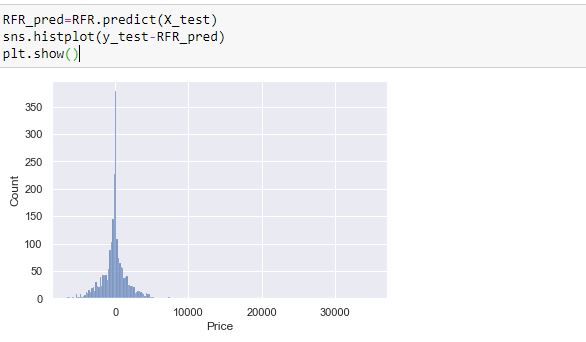 RFR_pred=RFR.predict(X_test)
sns.histplot(y_test-RFR_pred)
plt.show()
350
300
250
200
150
100
50
0
Count
0 10000 20000 30000
Price